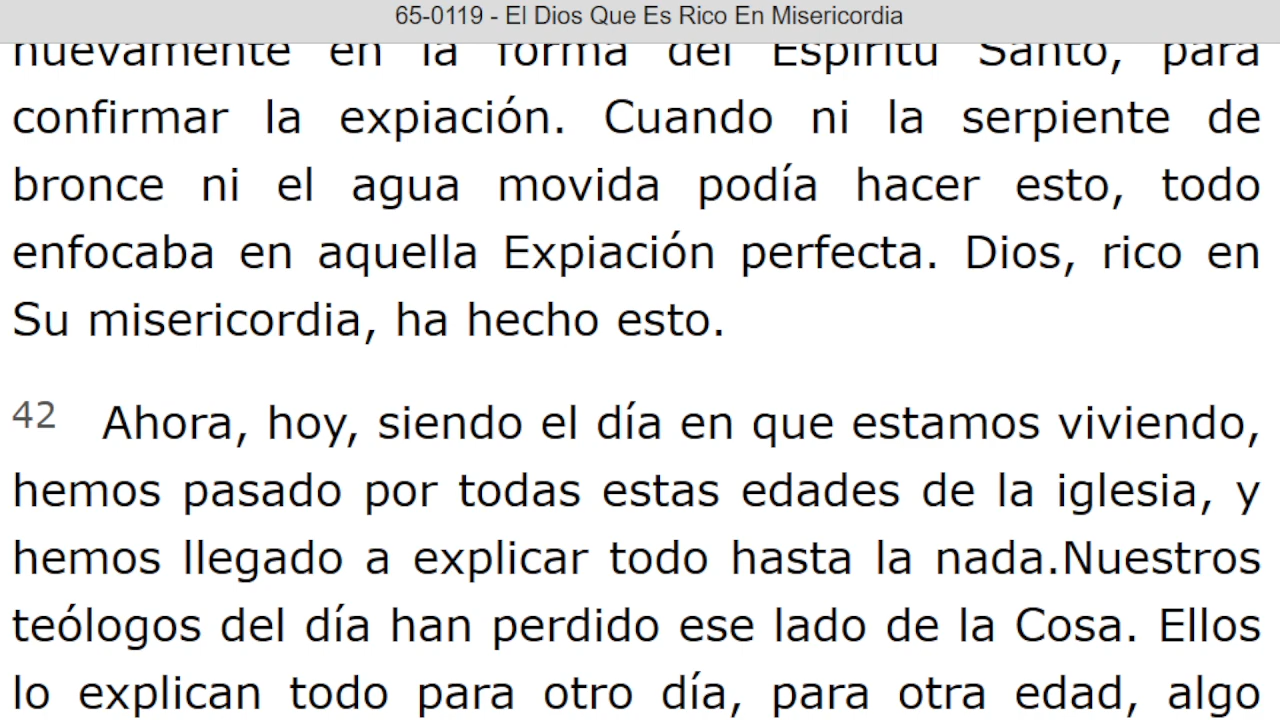 65-0119 - El Dios Que Es Rico En Misericordia
nuevamente en la forma del Espíritu Santo, para
confirmar la expiación. Cuando ni la serpiente de
bronce ni el agua movida podía hacer esto, todo
enfocaba en aquella Expiación perfecta. Dios, rico en
Su misericordia, ha hecho esto.
42 Ahora, hoy, siendo el día en que estamos viviendo,
hemos pasado por todas estas edades de la iglesia, y
hemos llegado a explicar todo hasta la nada.Nuestros
teólogos del día han perdido ese lado de la Cosa. Ellos
lo explican todo para otro día, para otra edad, algo